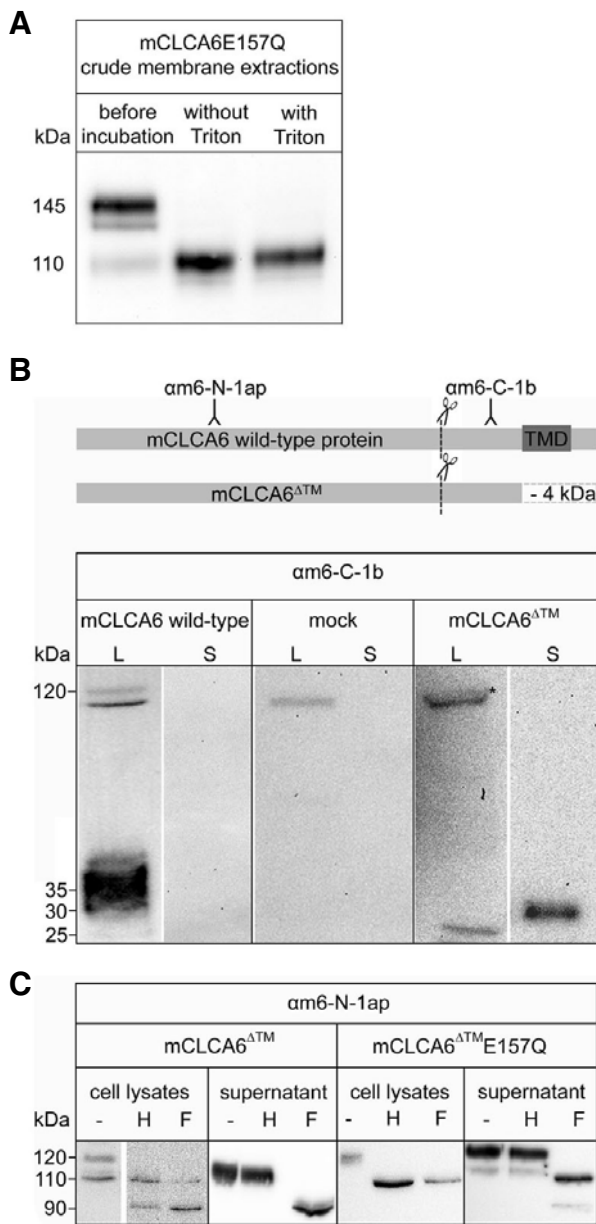 A
mCLCA6E157Q
crude membrane extractions
before incubation
without Triton
with Triton
kDa
145
110
B
αm6-N-1ap
αm6-C-1b
mCLCA6 wild-type protein
TMD
mCLCA6ΔTM
- 4 kDa
αm6-C-1b
mCLCA6 wild-type
mock
mCLCA6ΔTM
kDa
L S L S L S
120
*
35
30
25
C
αm6-N-1ap
mCLCA6ΔTM
mCLCA6ΔTME157Q
cell lysates
supernatant
cell lysates
supernatant
kDa
- H F - H F - H F - H F
120
110
90